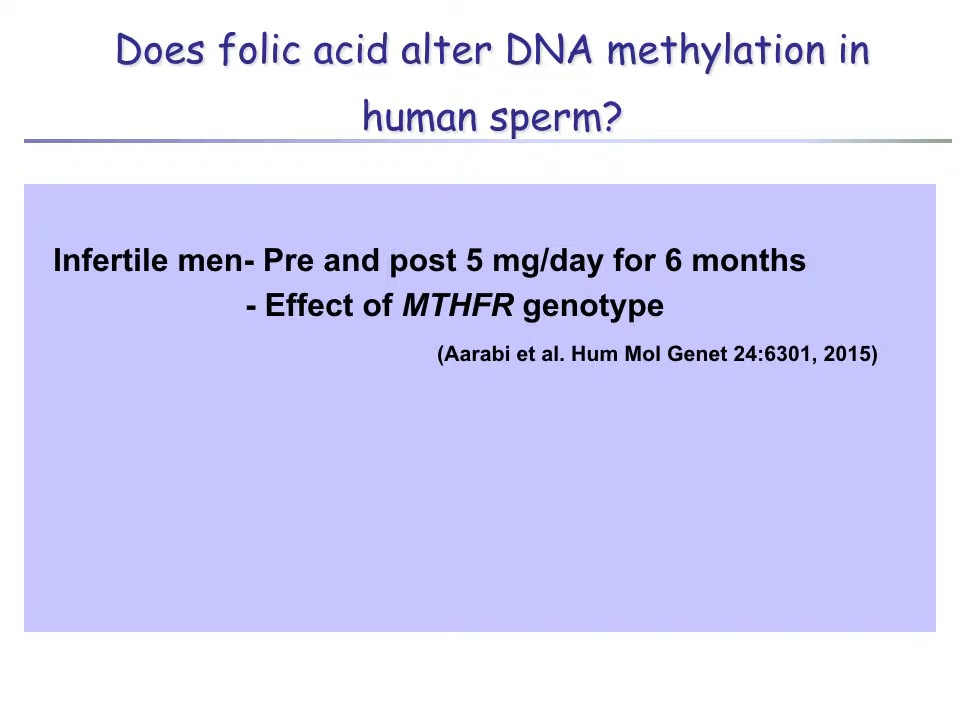 Does folic acid alter DNA methylation in
human sperm?
Infertile men- Pre and post 5 mg/day for 6 months
- Effect of MTHFR genotype
(Aarabi et al. Hum Mol Genet 24:6301, 2015)